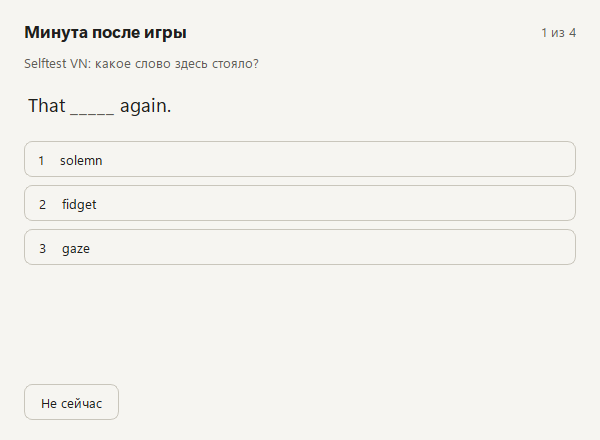 Минута после игры
1 из 4
Selftest VN: какое слово здесь стояло?
That _____ again.
1 solemn
2 fidget
3 gaze
Не сейчас